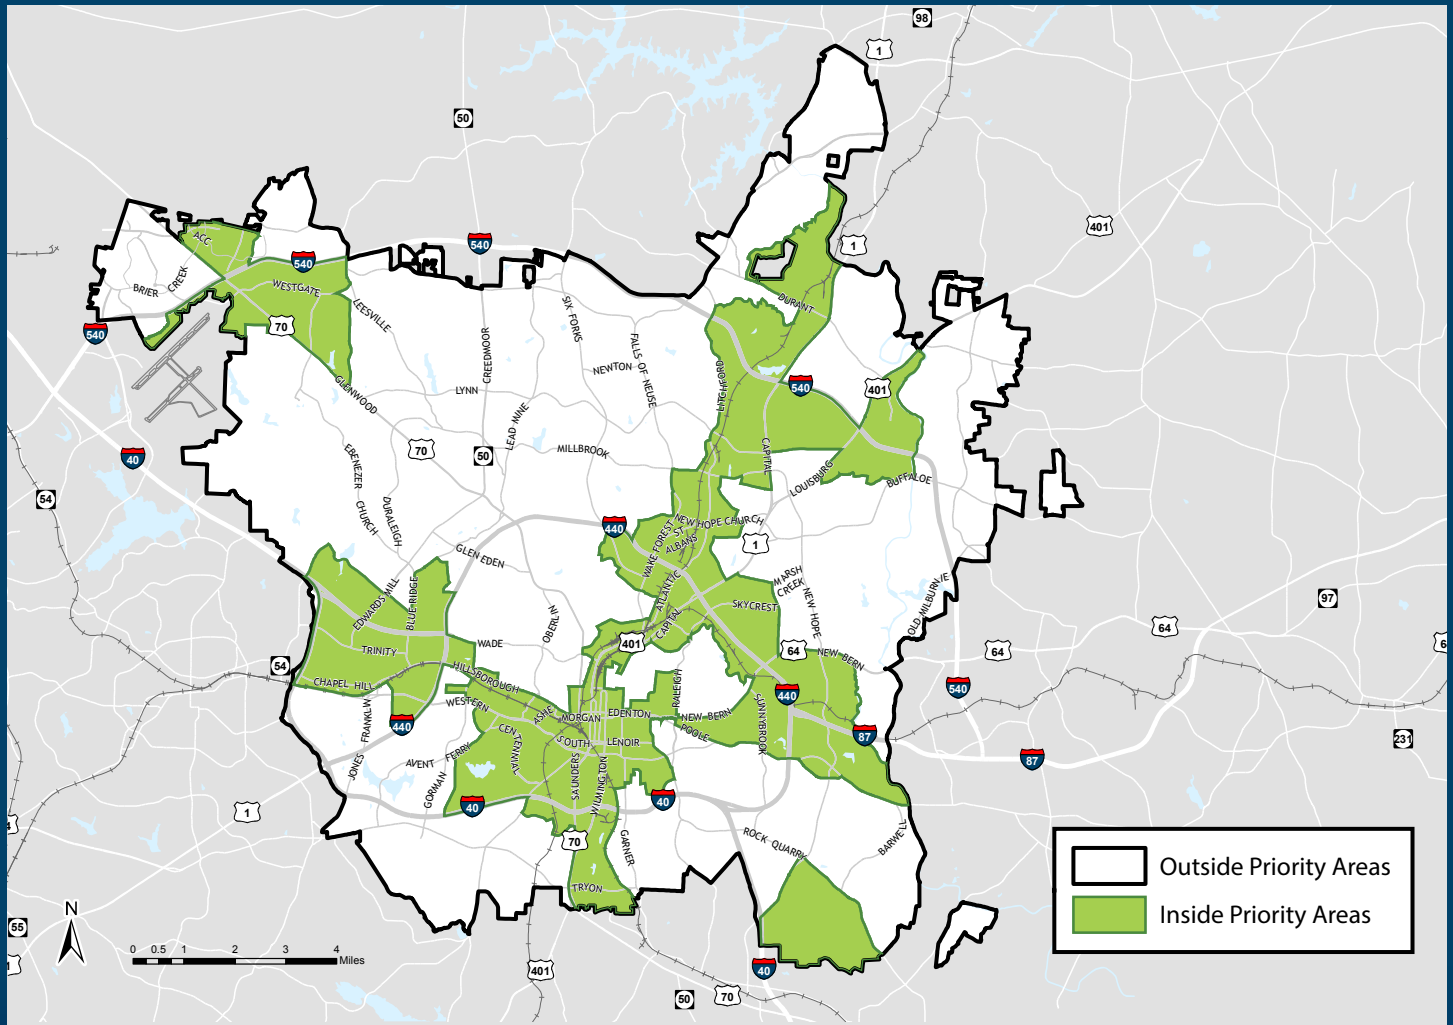 98
1
50
401
ACC
540
1
540
BRIER
CREEK
WESTGATE
DURANT
540
70
LEESVILLE
SIX FORKS
FALLS OF NEUSE
CREEDMOOR
NEWTON
LITCHFORD
540
401
GLENWOOD
LYNN
LEAD MINE
70
50
MILLBROOK
CAPITAL
LOUISBURG
BUFFALOE
40
54
EBENEZER
CHURCH
DURALEIGH
440
WAKE FOREST
NEW HOPE CHURCH
ST
ALBANS
1
GLEN EDEN
MARSH
CREEK
NEW HOPE
OLD MILBURNIE
97
EDWARDS MILL
BLUE RIDGE
ATLANTIC
SKYCREST
CAPITAL
OBERLIN
401
64
64
64
6
TRINITY
WADE
NEW BERN
54
HILLSBOROUGH
CHAPEL HILL
RALEIGH
440
540
WESTERN
ASHE
MORGAN
EDENTON
NEW BERN
SUNNYBROOK
FRANKLIN
440
CENTENNIAL
SOUTH
LENOIR
POOLE
87
231
JONES
AVENT
FERRY
GORMAN
SAUNDERS
WILMINGTON
87
40
40
1
4
70
GARNER
ROCK QUARRY
BARWELL
TRYON
Outside Priority Areas
Inside Priority Areas
N
55
1
0 0.5 1 2 3 4
Miles
401
40
50
70